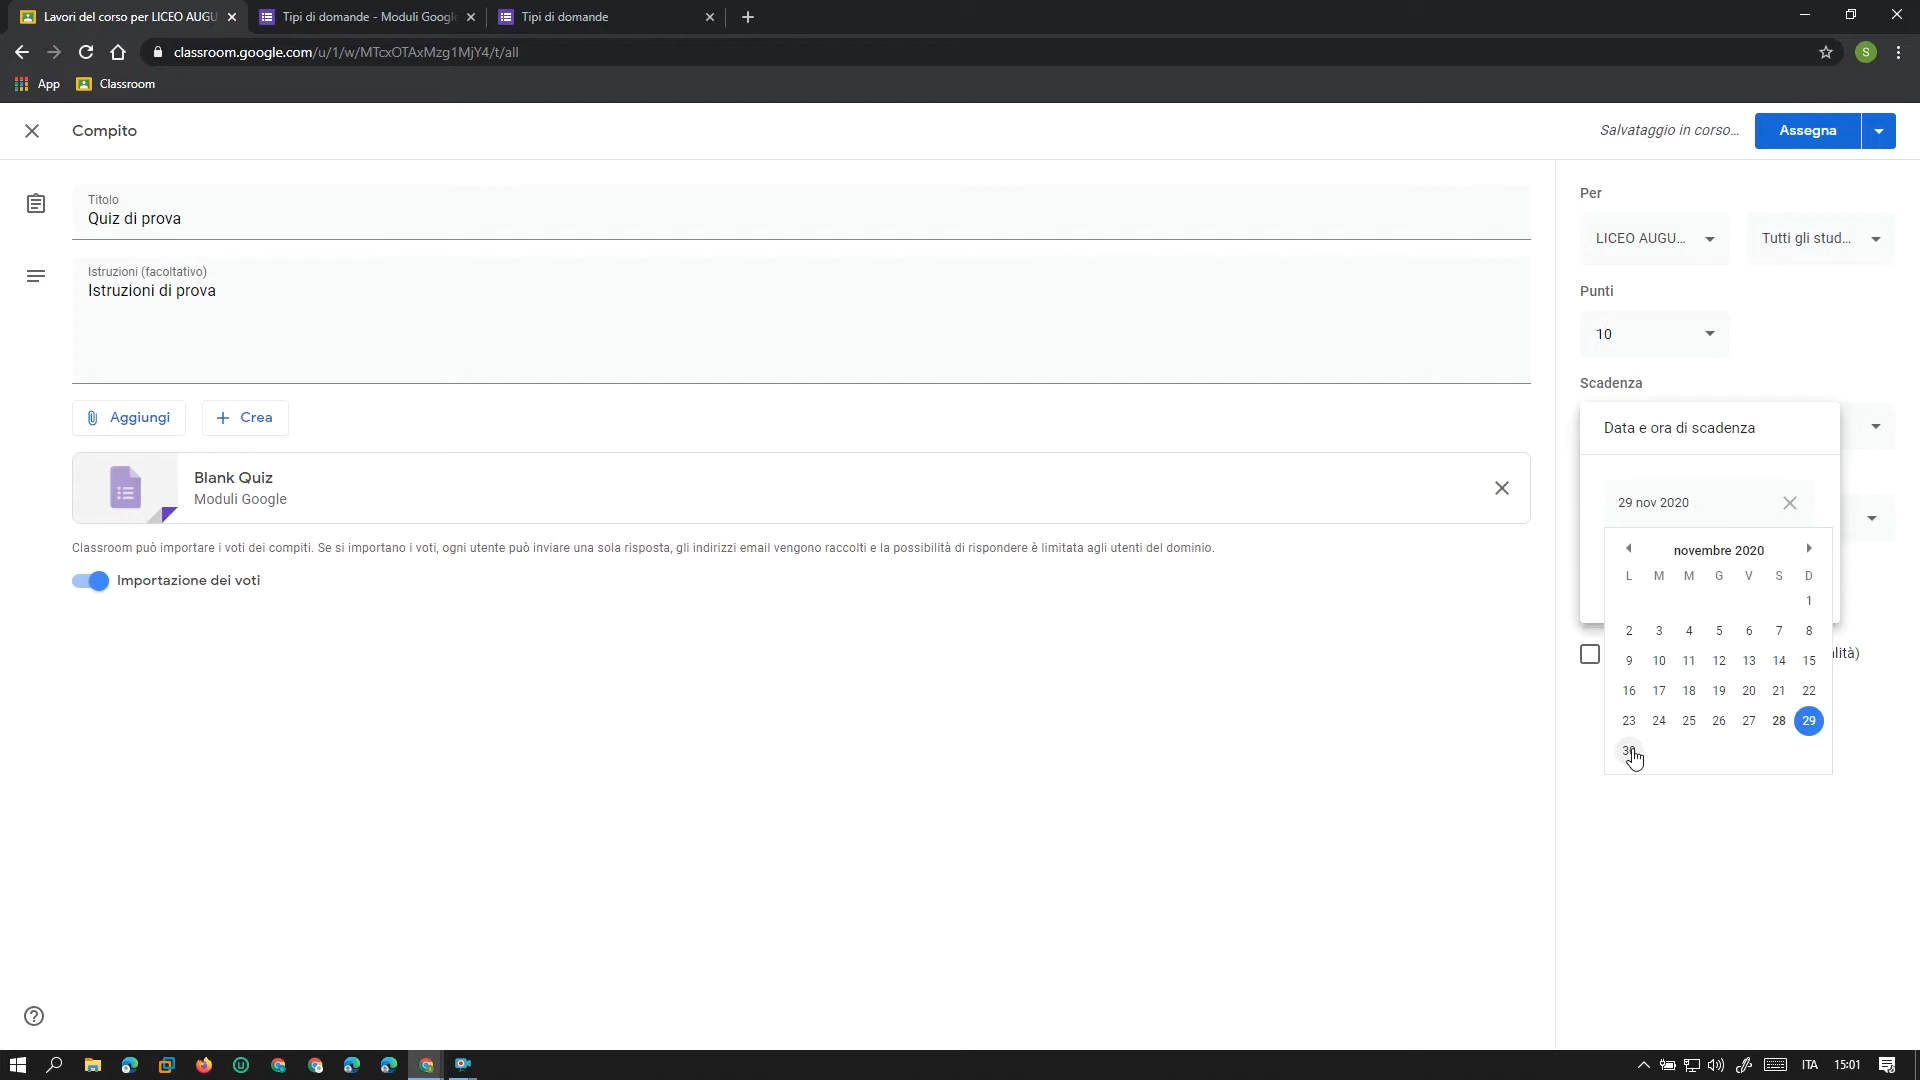 Lavori del corso per LICEO AUGU
Tipi di domande - Moduli Google
Tipi di domande
classroom.google.com/u/1/w/MTcxOTAxMzg1MjY4/t/all
S
App
Classroom
Compito
Salvataggio in corso...
Assegna
Titolo
Quiz di prova
Istruzioni (facoltativo)
Istruzioni di prova
Aggiungi
Crea
Blank Quiz
Moduli Google
Classroom può importare i voti dei compiti. Se si importano i voti, ogni utente può inviare una sola risposta, gli indirizzi email vengono raccolti e la possibilità di rispondere è limitata agli utenti del dominio.
Importazione dei voti
Per
LICEO AUGU...
Tutti gli stud...
Punti
10
Scadenza
Data e ora di scadenza
29 nov 2020
novembre 2020
L M M G V S D
1
2 3 4 5 6 7 8
9 10 11 12 13 14 15
16 17 18 19 20 21 22
23 24 25 26 27 28 29
30
lità)
ITA
15:01